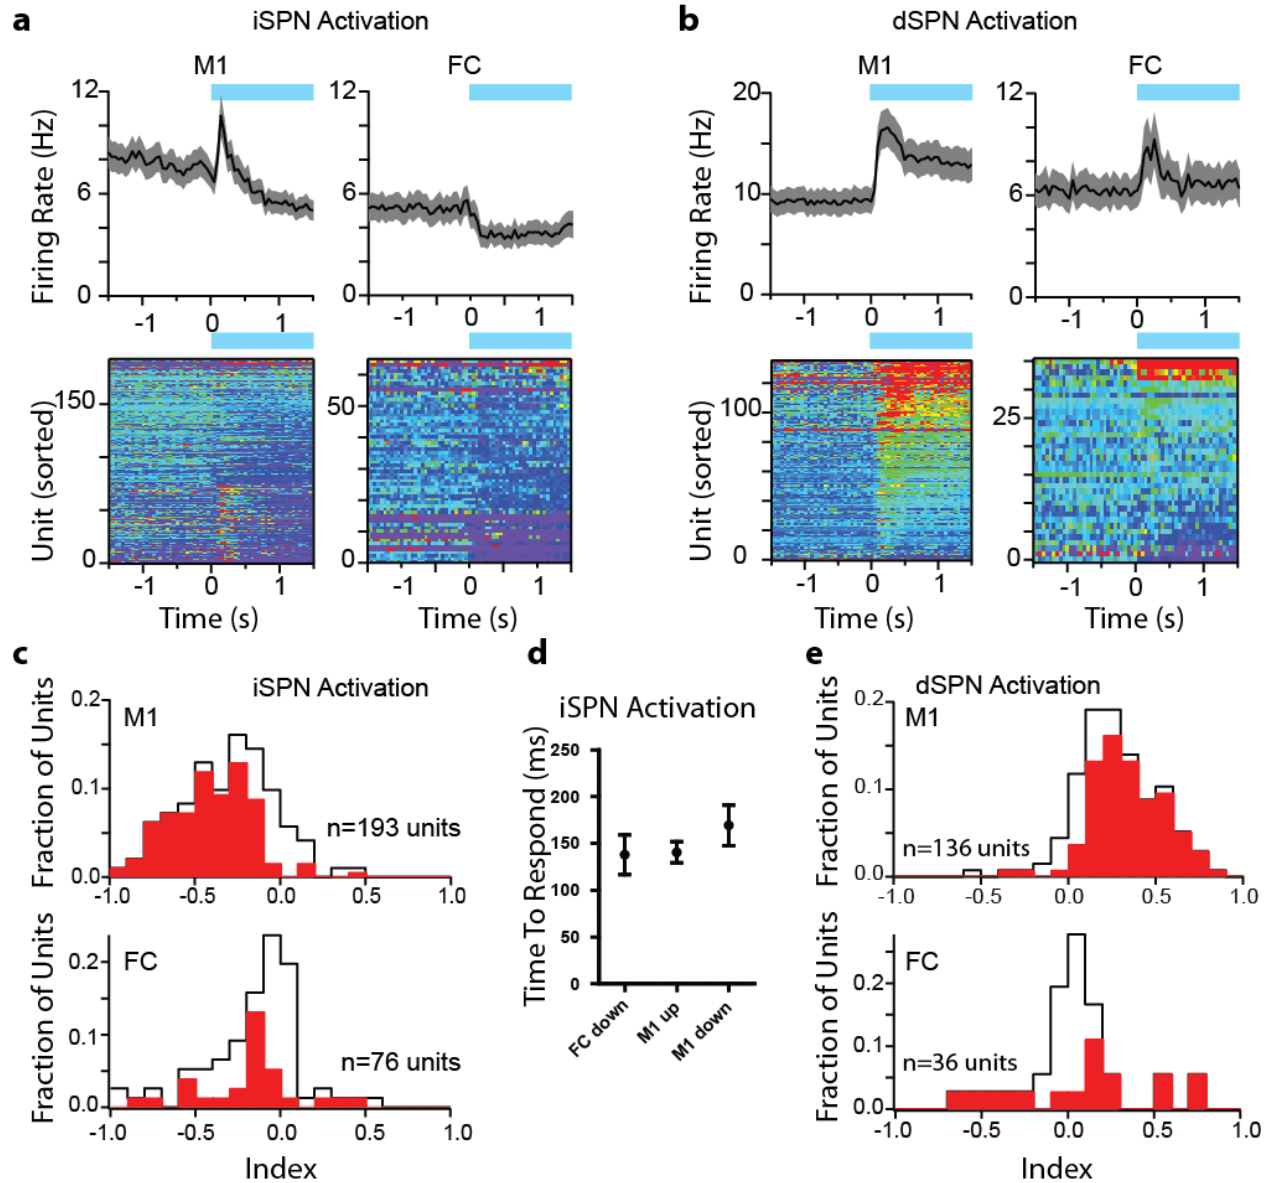 a
iSPN Activation
M1
FC
Firing Rate (Hz)
12
6
0
-1
0
1
12
6
0
-1
0
1
Unit (sorted)
150
50
0
-1
0
1
Time (s)
50
0
-1
0
1
Time (s)
b
dSPN Activation
M1
FC
Firing Rate (Hz)
20
10
0
-1
0
1
12
6
0
-1
0
1
Unit (sorted)
100
0
-1
0
1
Time (s)
25
0
-1
0
1
Time (s)
c
iSPN Activation
Fraction of Units
M1
0.2
0.1
0.0
n=193 units
-1.0
-0.5
0.0
0.5
1.0
Fraction of Units
FC
0.2
0.1
0.0
n=76 units
-1.0
-0.5
0.0
0.5
1.0
Index
d
iSPN Activation
Time To Respond (ms)
250
200
150
100
50
0
FC down
M1 up
M1 down
e
dSPN Activation
Fraction of Units
M1
0.2
0.1
0.0
n=136 units
-1.0
-0.5
0.0
0.5
1.0
Fraction of Units
FC
0.2
0.1
0.0
n=36 units
-1.0
-0.5
0.0
0.5
1.0
Index